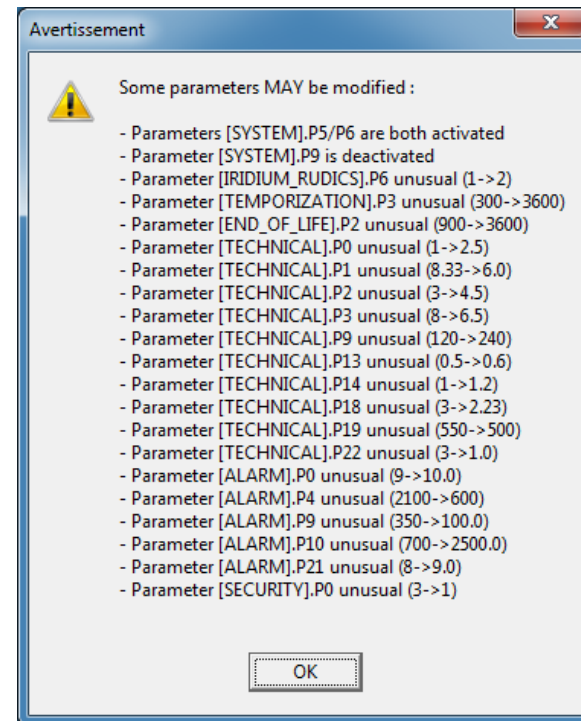 Avertissement
Some parameters MAY be modified :
- Parameters [SYSTEM].P5/P6 are both activated
- Parameter [SYSTEM].P9 is deactivated
- Parameter [IRIDIUM_RUDICS].P6 unusual (1->2)
- Parameter [TEMPORIZATION].P3 unusual (300->3600)
- Parameter [END_OF_LIFE].P2 unusual (900->3600)
- Parameter [TECHNICAL].P0 unusual (1->2.5)
- Parameter [TECHNICAL].P1 unusual (8.33->6.0)
- Parameter [TECHNICAL].P2 unusual (3->4.5)
- Parameter [TECHNICAL].P3 unusual (8->6.5)
- Parameter [TECHNICAL].P9 unusual (120->240)
- Parameter [TECHNICAL].P13 unusual (0.5->0.6)
- Parameter [TECHNICAL].P14 unusual (1->1.2)
- Parameter [TECHNICAL].P18 unusual (3->2.23)
- Parameter [TECHNICAL].P19 unusual (550->500)
- Parameter [TECHNICAL].P22 unusual (3->1.0)
- Parameter [ALARM].P0 unusual (9->10.0)
- Parameter [ALARM].P4 unusual (2100->600)
- Parameter [ALARM].P9 unusual (350->100.0)
- Parameter [ALARM].P10 unusual (700->2500.0)
- Parameter [ALARM].P21 unusual (8->9.0)
- Parameter [SECURITY].P0 unusual (3->1)
OK